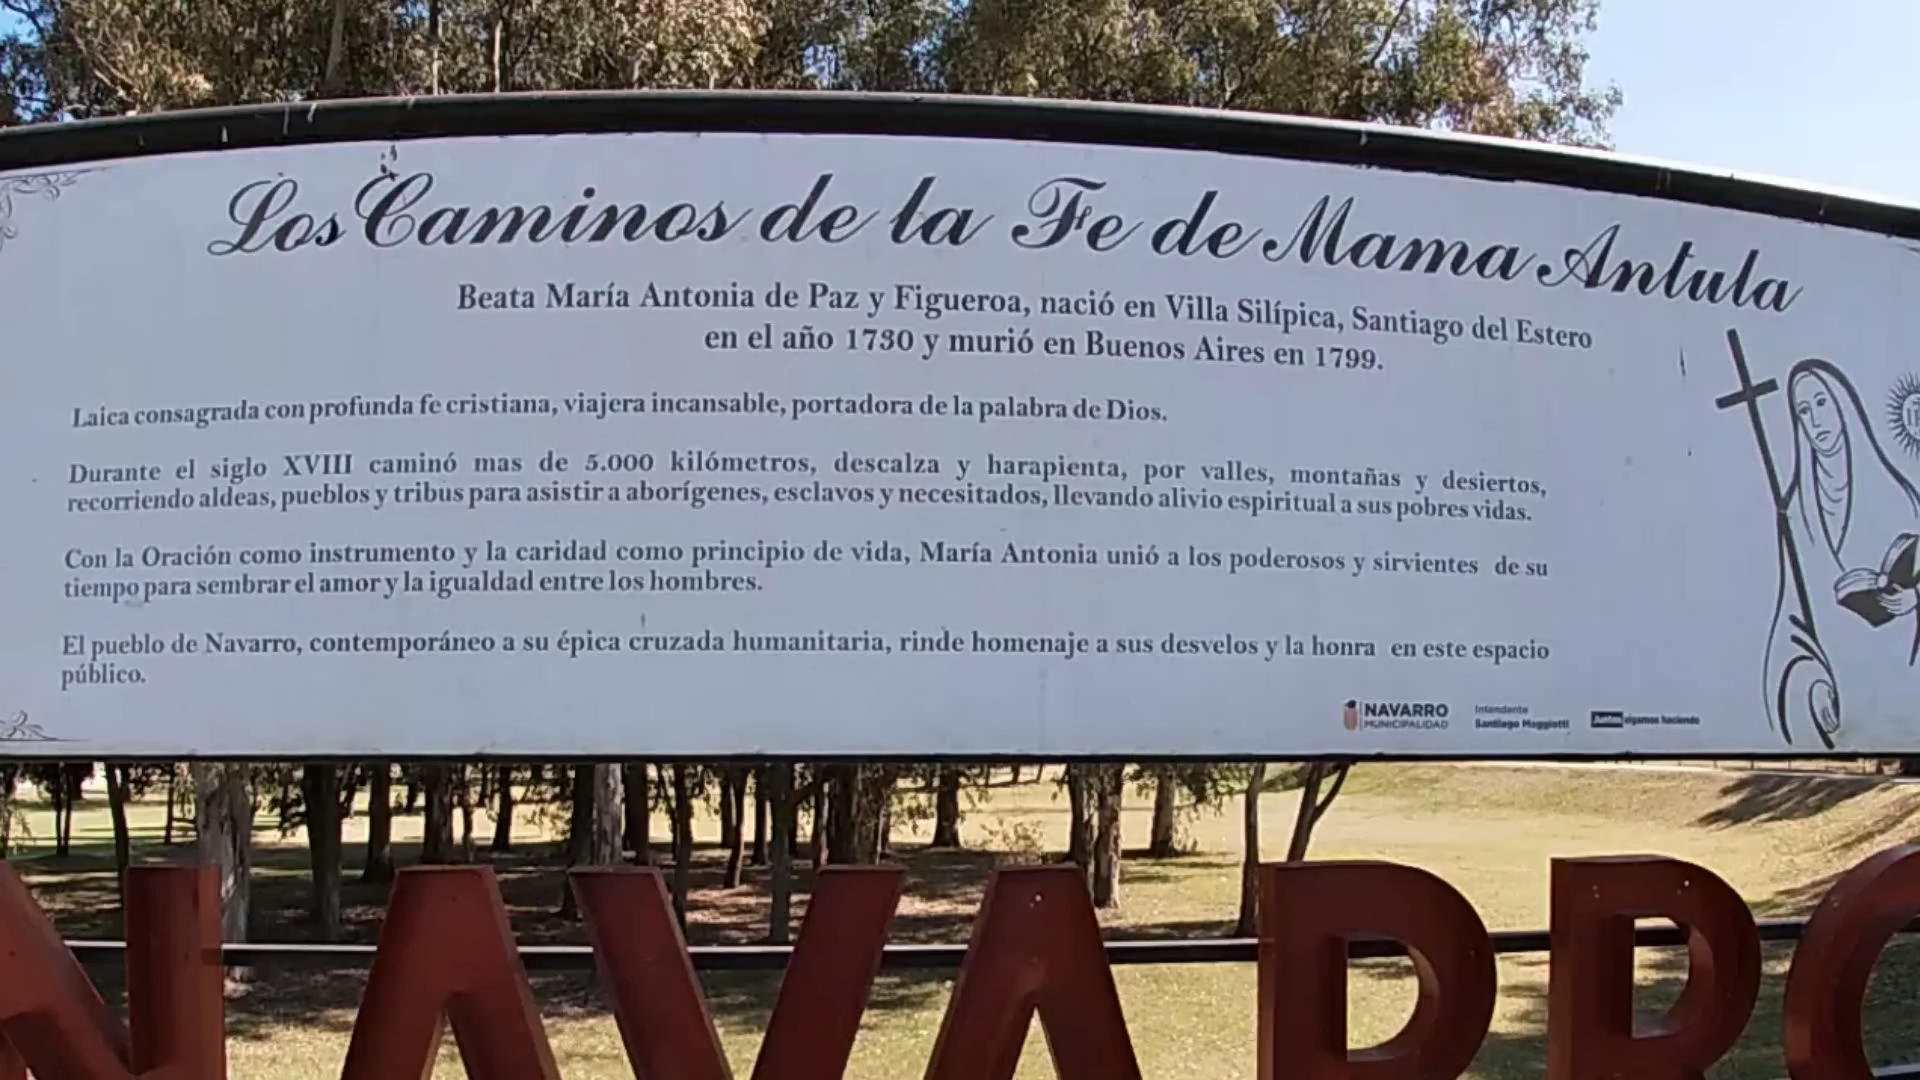 Los Caminos de la Fe de Mama Antula
Beata María Antonia de Paz y Figueroa, nació en Villa Silípica, Santiago del Estero
en el año 1730 y murió en Buenos Aires en 1799.
Laica consagrada con profunda fe cristiana, viajera incansable, portadora de la palabra de Dios.
Durante el siglo XVIII caminó mas de 5.000 kilómetros, descalza y harapienta, por valles, montañas y desiertos,
recorriendo aldeas, pueblos y tribus para asistir a aborígenes, esclavos y necesitados, llevando alivio espiritual a sus pobres vidas.
Con la Oración como instrumento y la caridad como principio de vida, María Antonia unió a los poderosos y sirvientes de su
tiempo para sembrar el amor y la igualdad entre los hombres.
El pueblo de Navarro, contemporáneo a su épica cruzada humanitaria, rinde homenaje a sus desvelos y la honra en este espacio
público.
NAVARRO
MUNICIPALIDAD
Intendente
Santiago Maggiotti
Juntos sigamos haciendo
NAVARRO